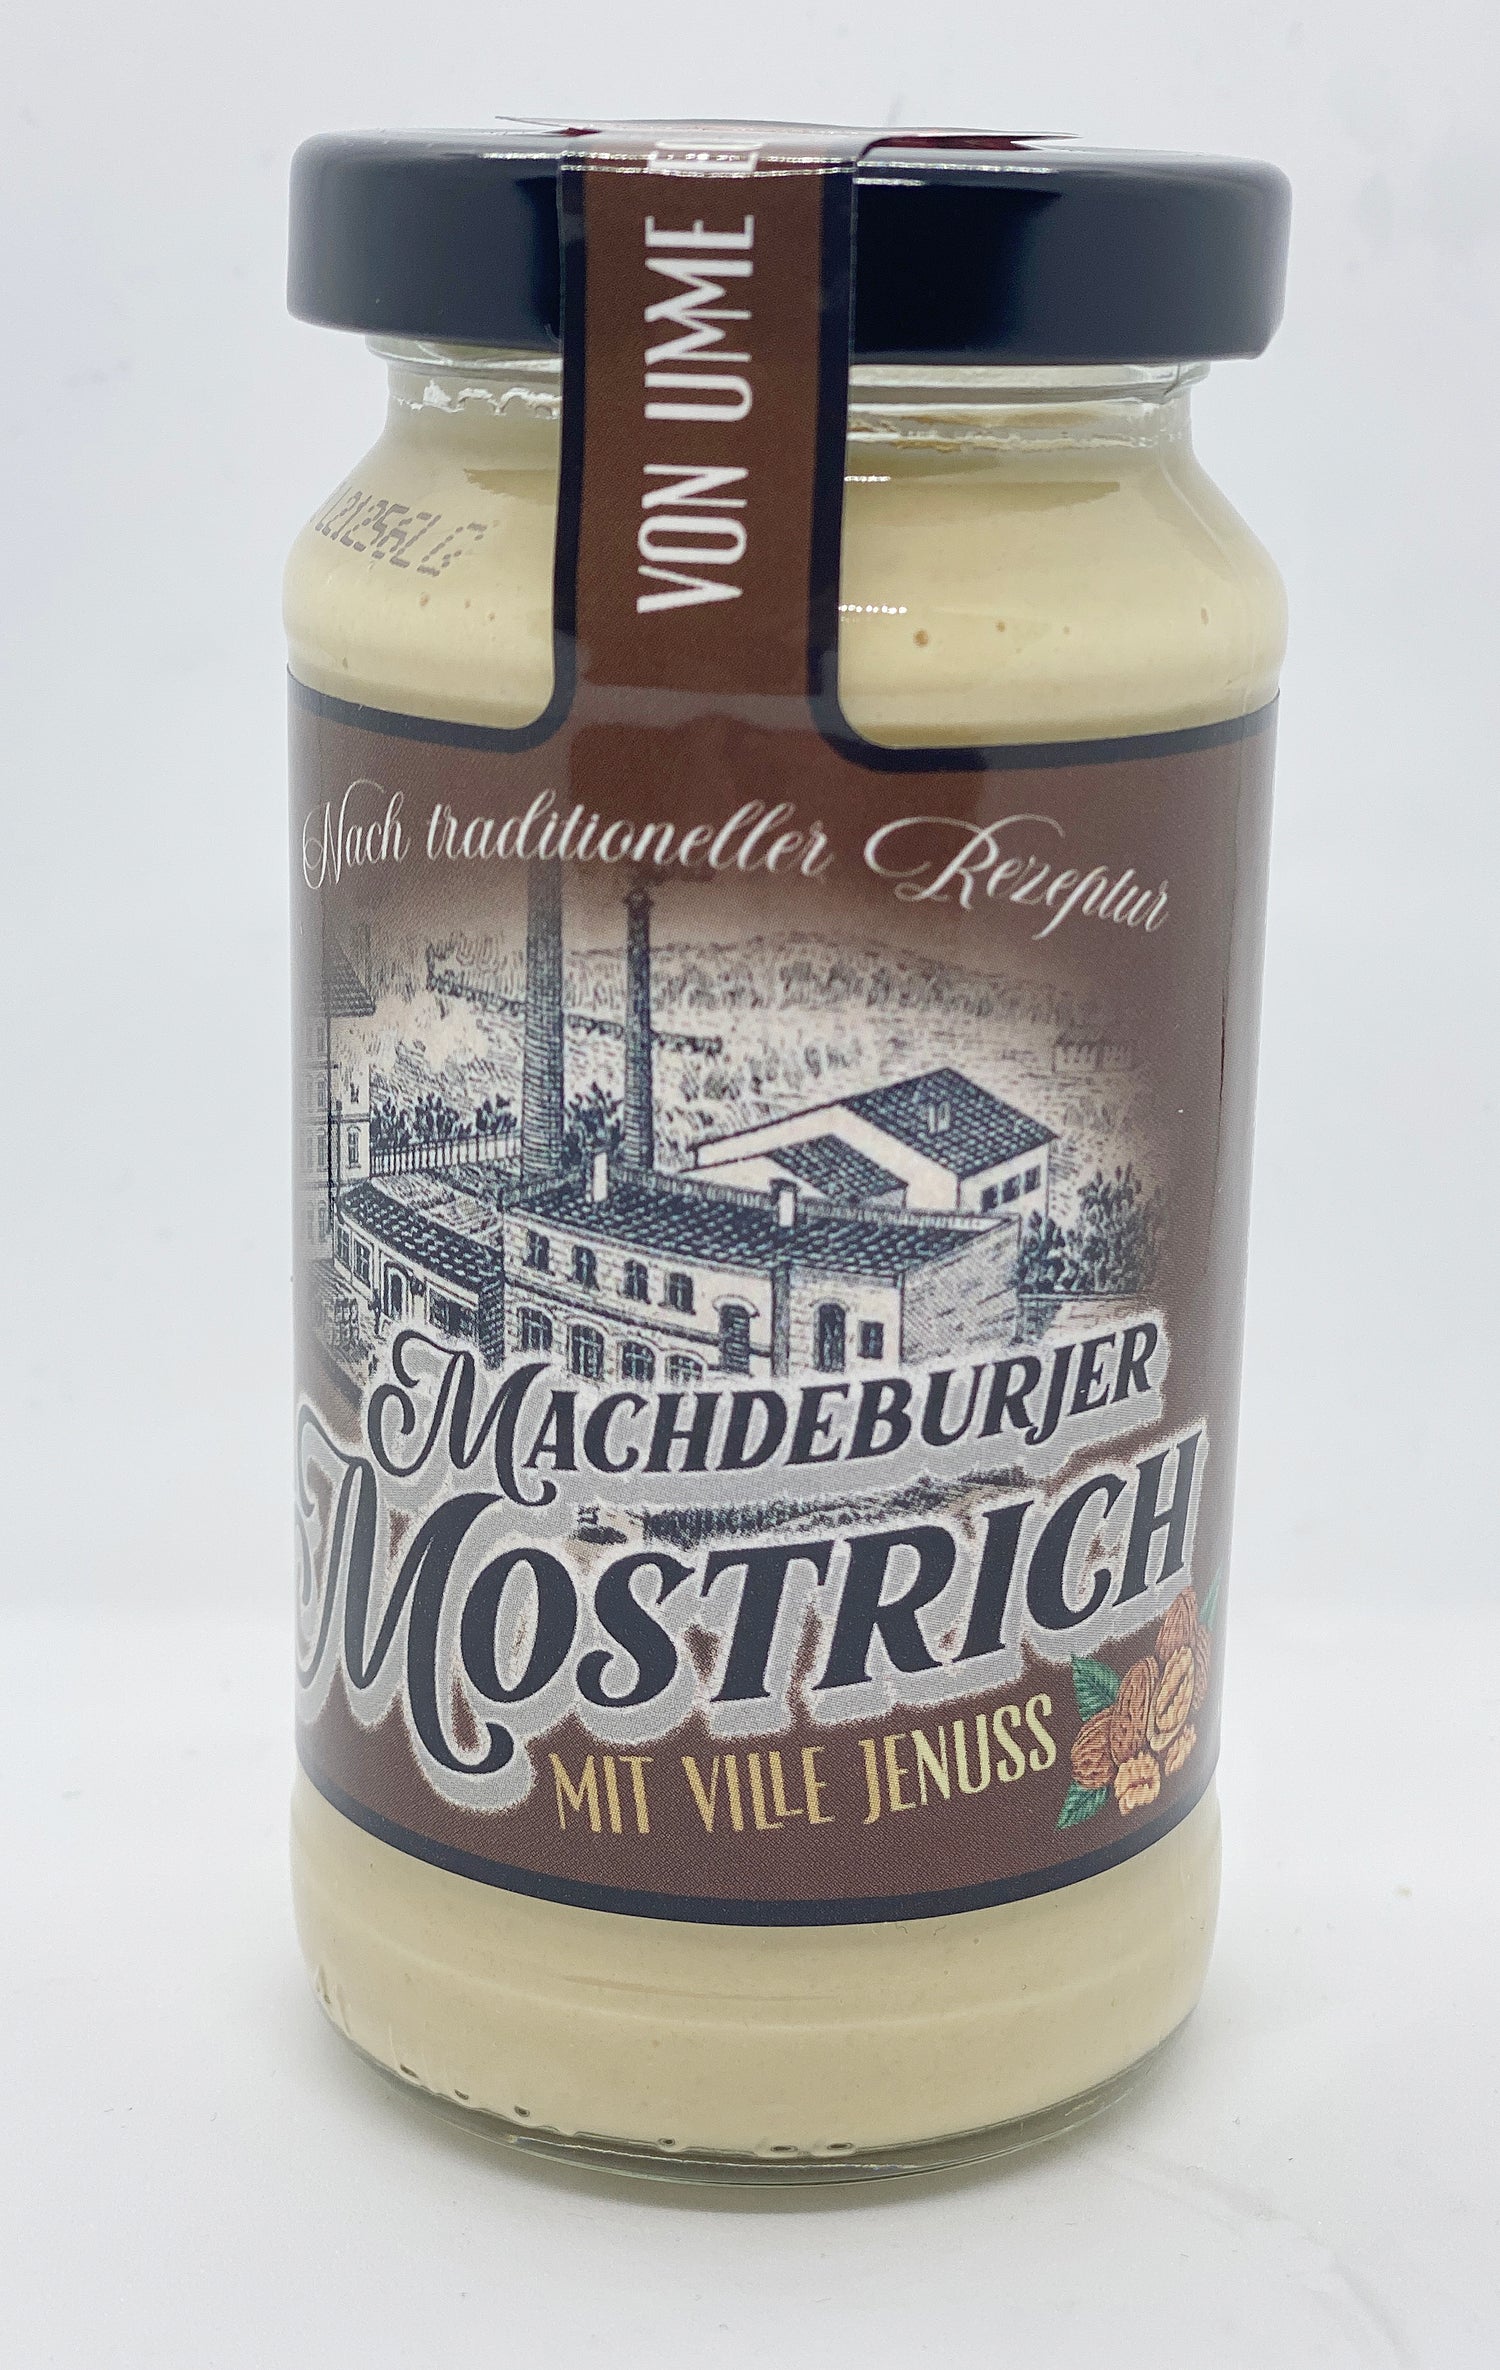 VON UMME
Nach traditioneller Rezeptur
MACHDEBURJER
MOSTRICH
MIT VILLE JENUSS